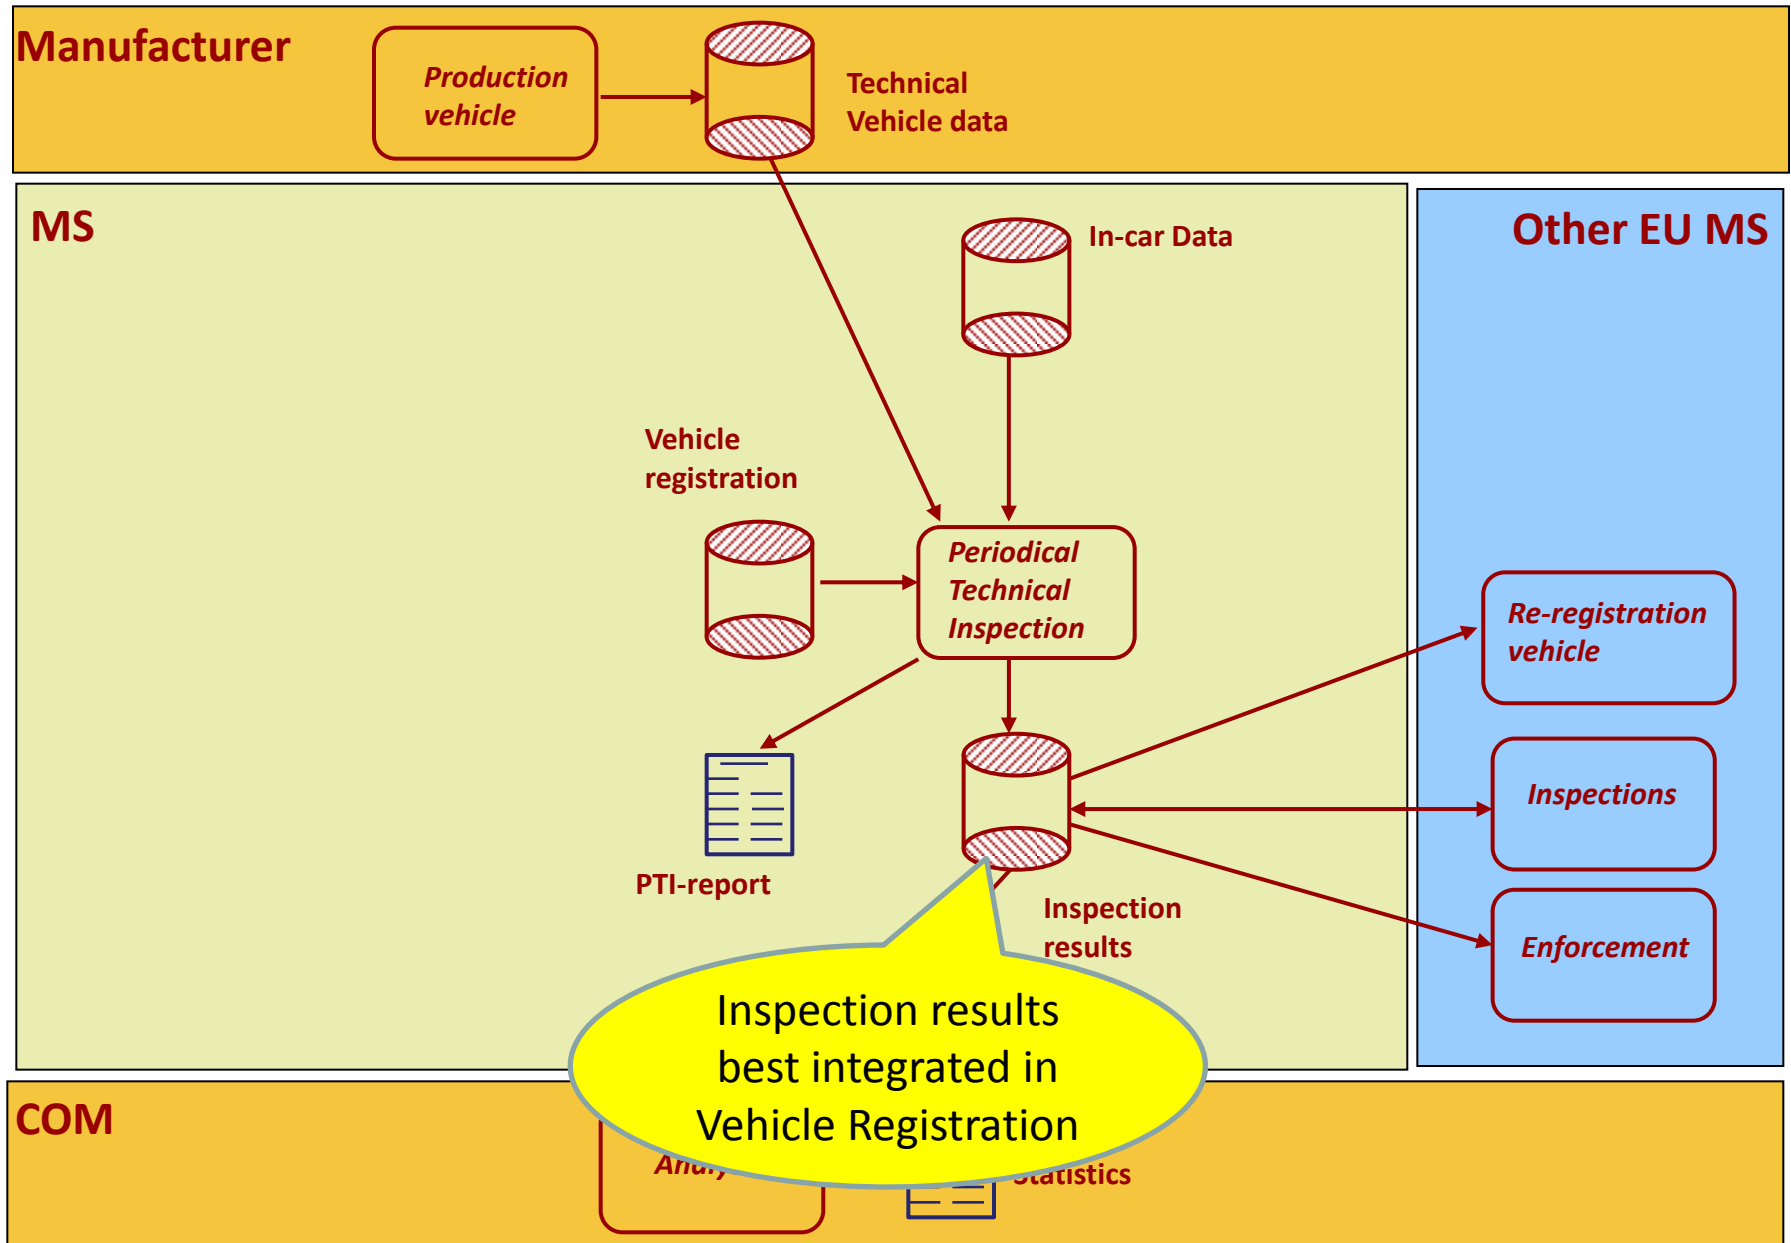 Manufacturer
Production
vehicle
Technical
Vehicle data
MS
In-car Data
Other EU MS
Vehicle
registration
Periodical
Technical
Inspection
Re-registration
vehicle
Inspections
PTI-report
Inspection
results
Enforcement
Inspection results
best integrated in
Vehicle Registration
COM
Statistics